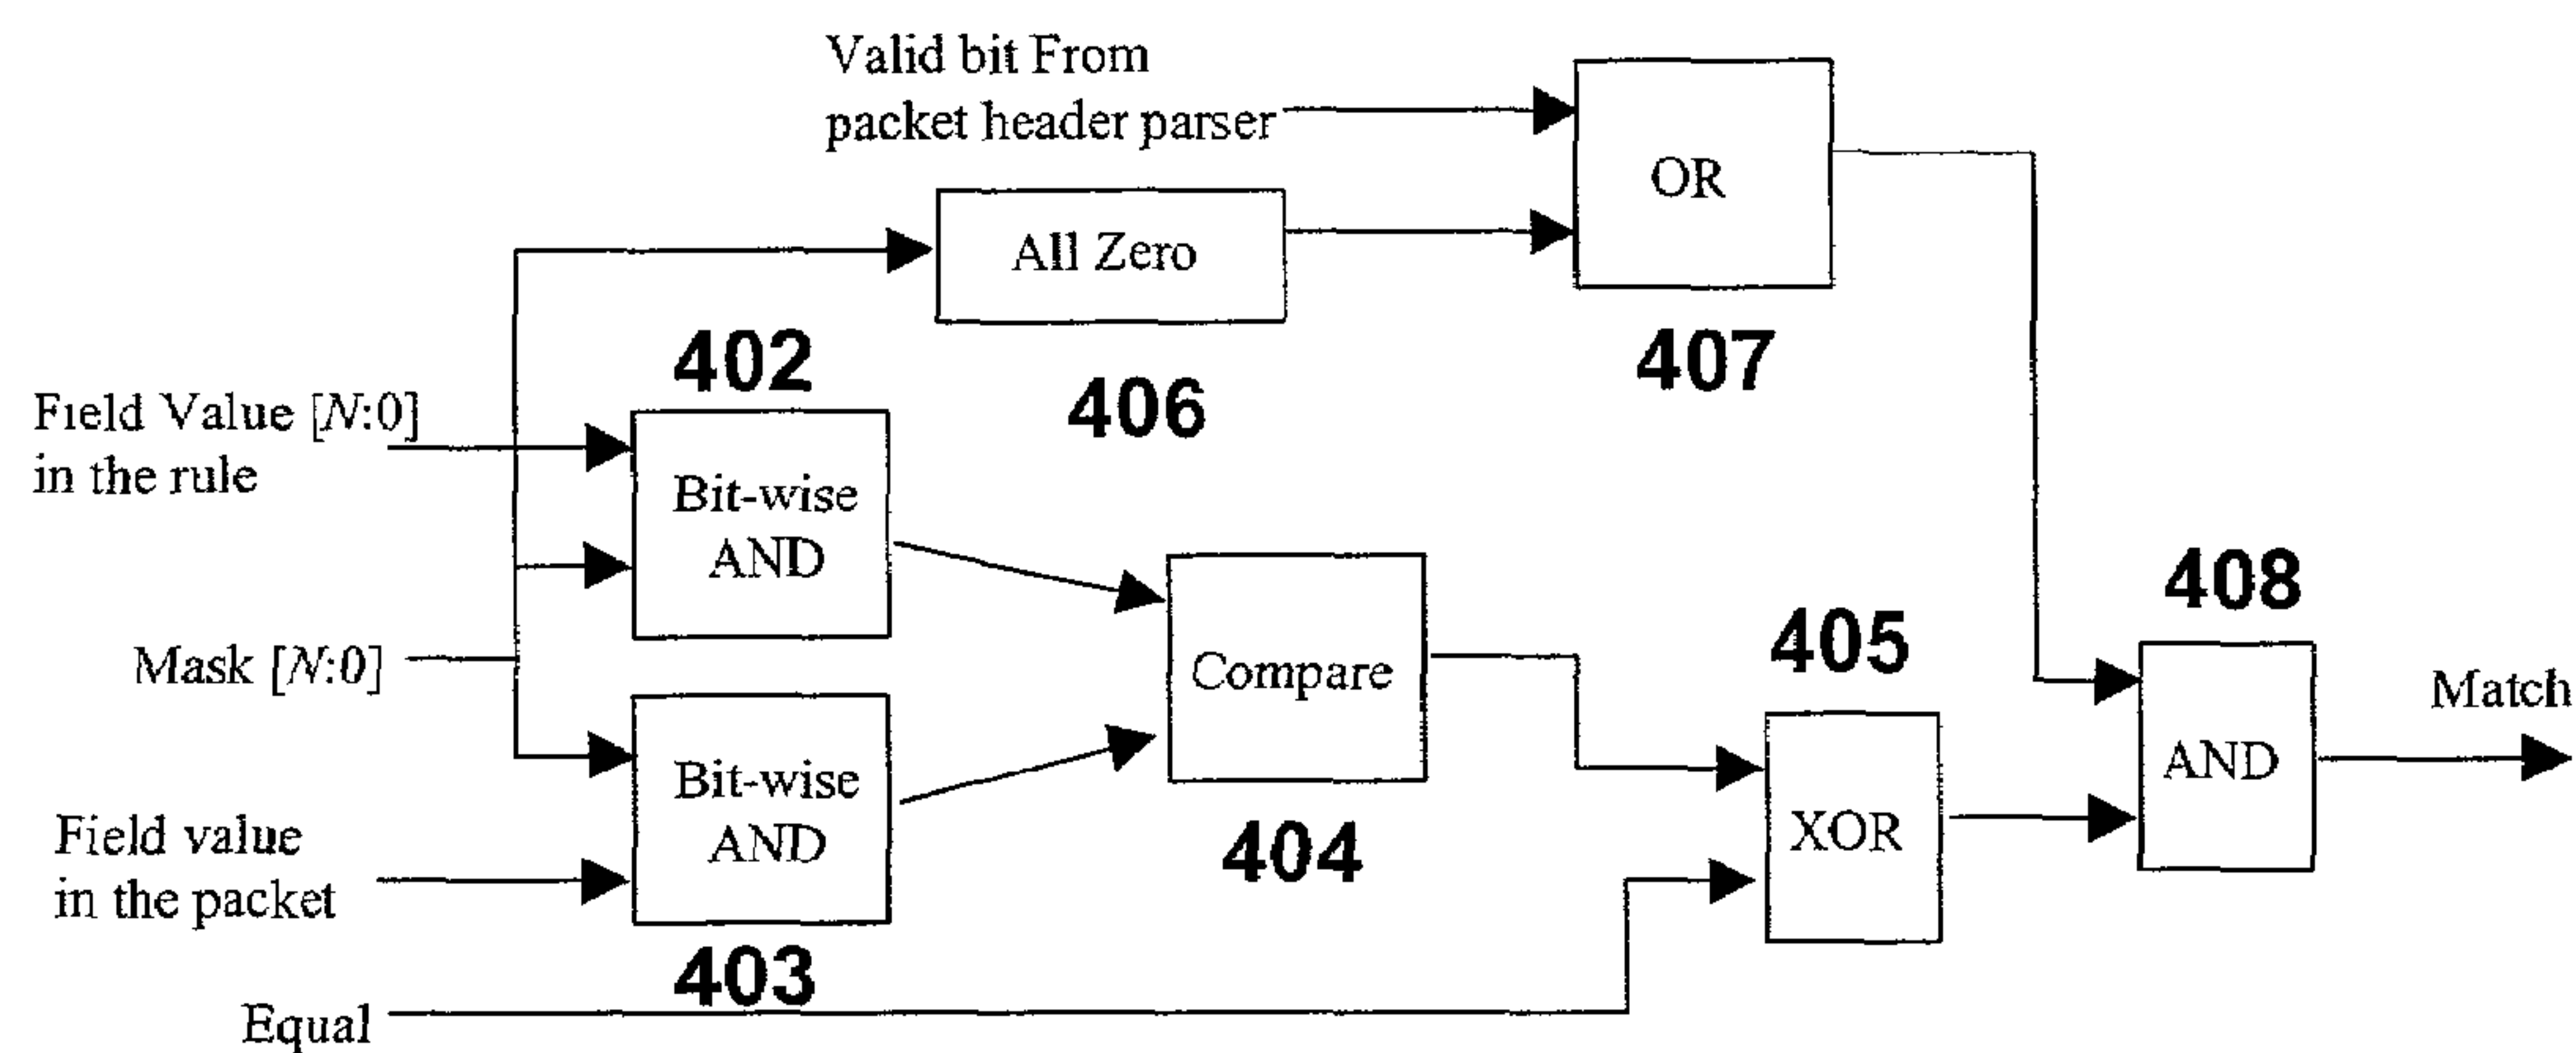 Valid bit From
packet header parser
OR
All Zero
402
406
407
Field Value [N:0]
in the rule
Bit-wise
AND
408
405
Mask [N:0]
Compare
Match
Bit-wise
AND
AND
XOR
Field value
in the packet
404
403
Equal